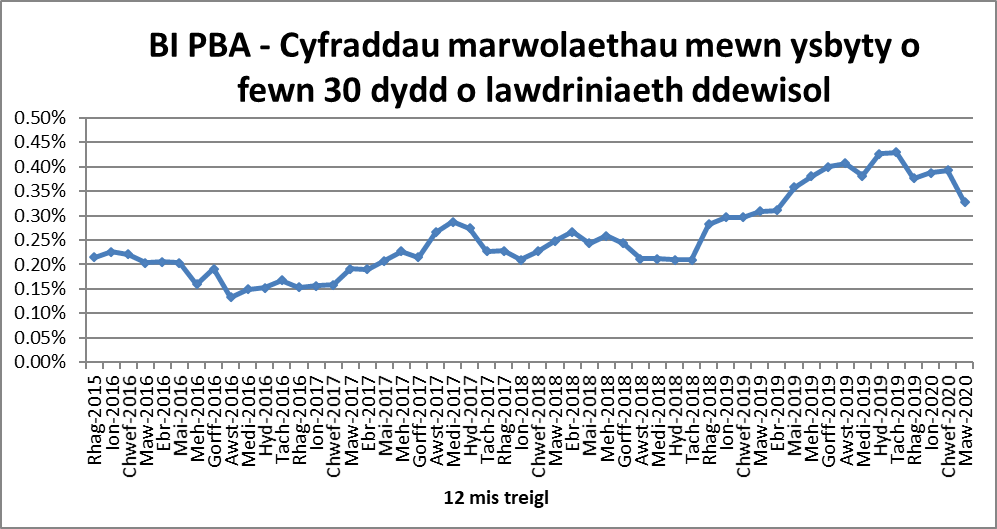 BI PBA - Cyfraddau marwolaethau mewn ysbyty o
fewn 30 dydd o lawdriniaeth ddewisol
0.50%
0.45%
0.40%
0.35%
0.30%
0.25%
0.20%
0.15%
0.10%
0.05%
0.00%
Rhag-2015
Ion-2016
Chwef-2016
Maw-2016
Ebr-2016
Mai-2016
Meh-2016
Gorff-2016
Awst-2016
Medi-2016
Hyd-2016
Tach-2016
Rhag-2016
Ion-2017
Chwef-2017
Maw-2017
Ebr-2017
Mai-2017
Meh-2017
Gorff-2017
Awst-2017
Medi-2017
Hyd-2017
Tach-2017
Rhag-2017
Ion-2018
Chwef-2018
Maw-2018
Ebr-2018
Mai-2018
Meh-2018
Gorff-2018
Awst-2018
Medi-2018
Hyd-2018
Tach-2018
Rhag-2018
Ion-2019
Chwef-2019
Maw-2019
Ebr-2019
Mai-2019
Meh-2019
Gorff-2019
Awst-2019
Medi-2019
Hyd-2019
Tach-2019
Rhag-2019
Ion-2020
Chwef-2020
Maw-2020
12 mis treigl